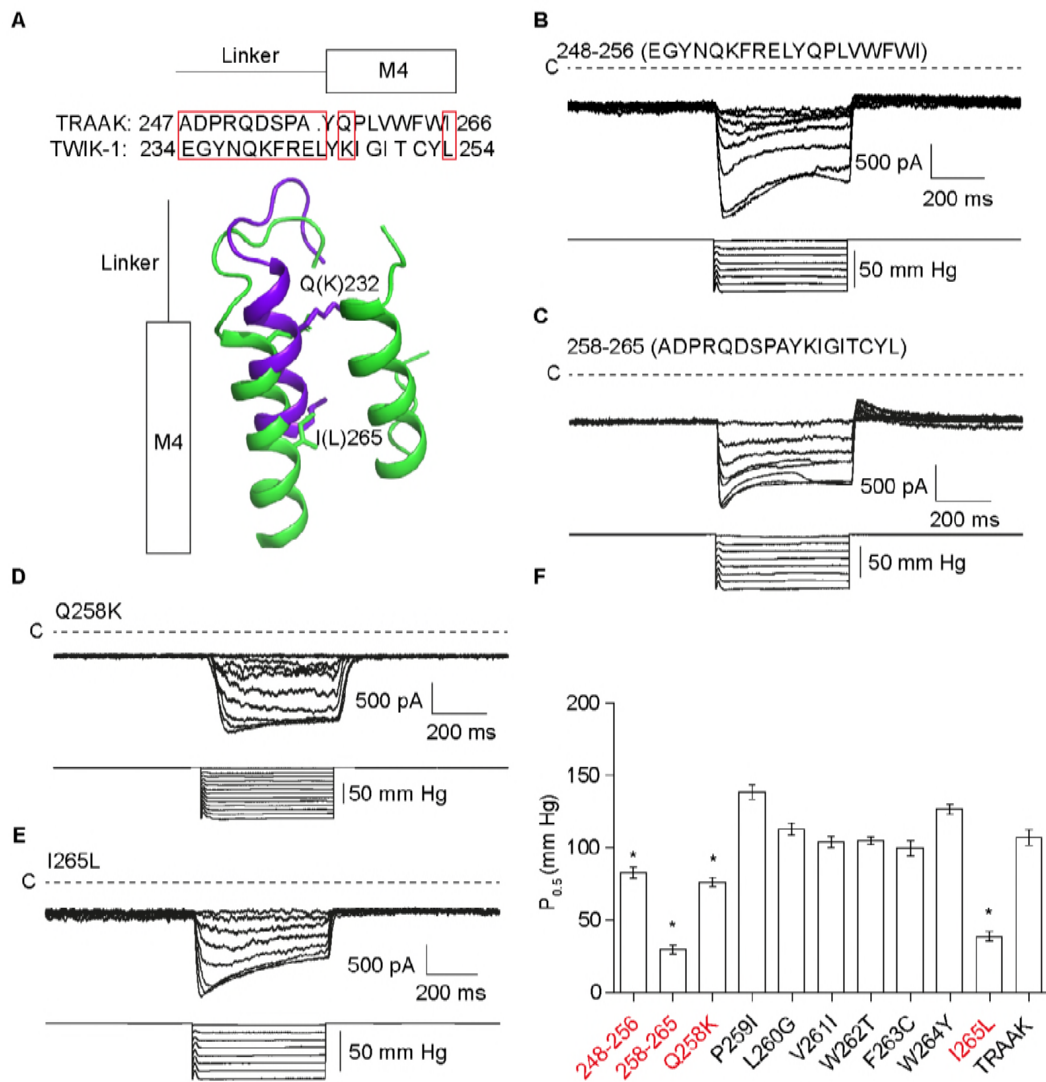 A
Linker
M4
TRAAK: 247 ADPRQDSPA.YQPLVWFWI 266
TWIK-1: 234 EGYNQKFRELYKIGITCYL 254
Linker
M4
Q(K)232
I(L)265
B
248-256 (EGYNQKFRELYQPLVWFWI)
C
500 pA
200 ms
50 mm Hg
C
258-265 (ADPRQDSPAYKIGITCYL)
C
500 pA
200 ms
50 mm Hg
D
Q258K
C
500 pA
200 ms
50 mm Hg
E
I265L
C
500 pA
200 ms
50 mm Hg
F
P0.5 (mm Hg)
200
150
100
50
0
* * * *
248-256
258-265
Q258K
P259I
L260G
V261I
W262T
F263C
W264Y
I265L
TRAAK